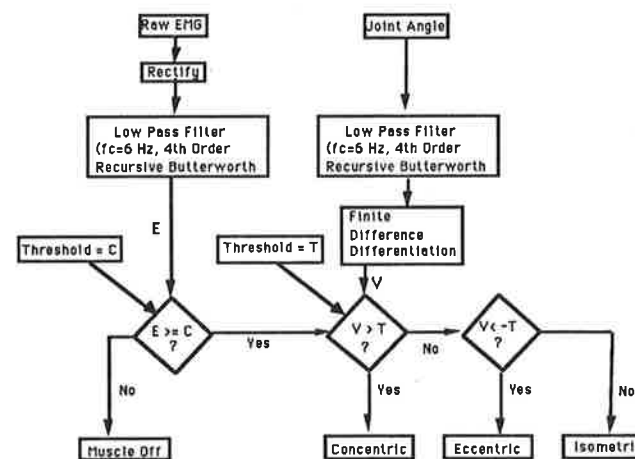 Raw EMG
Joint Angle
Rectify
Low Pass Filter
(fc=6 Hz, 4th Order
Recursive Butterworth
Low Pass Filter
(fc=6 Hz, 4th Order
Recursive Butterworth
E
Finite
Difference
Differentiation
Threshold = C
Threshold = T
V
E >= C
?
Yes
V > T
?
No
V < -T
?
No
Yes
Yes
No
Muscle Off
Concentric
Eccentric
Isometri